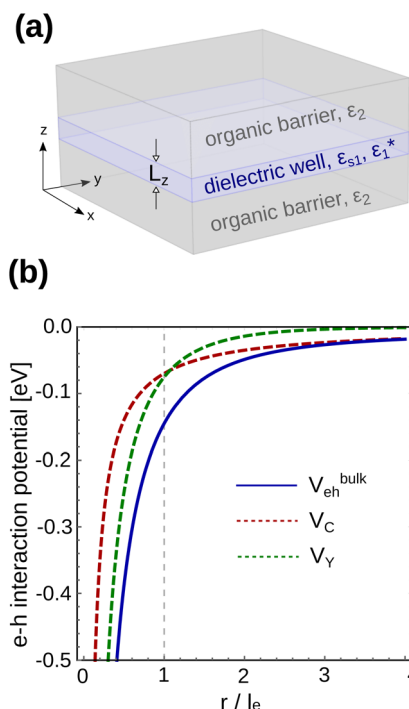 (a)
organic barrier, ε₂
z
y
x
L_z
dielectric well, ε_s1, ε₁*
organic barrier, ε₂
(b)
e-h interaction potential [eV]
0.0
-0.1
-0.2
-0.3
-0.4
-0.5
V_eh^bulk
V_C
V_Y
0 1 2 3 4
r / l_e